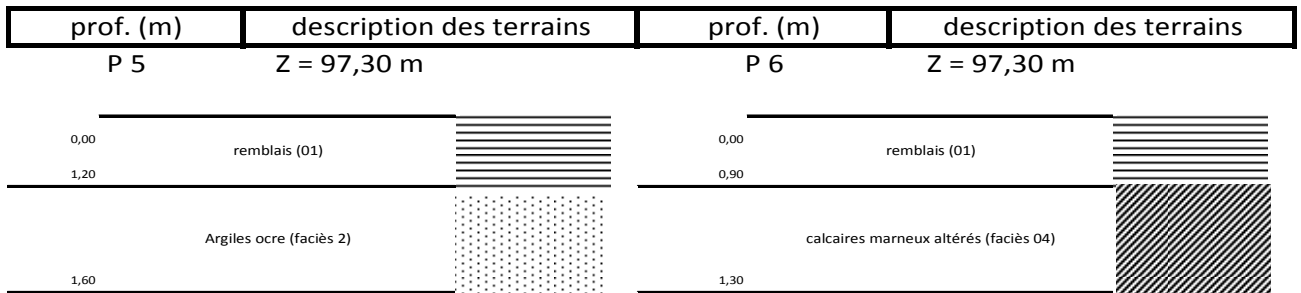 prof. (m) description des terrains prof. (m) description des terrains
P 5 Z = 97,30 m P 6 Z = 97,30 m
0,00 0,00
remblais (01) remblais (01)
1,20 0,90
Argiles ocre (faciès 2) calcaires marneux altérés (faciès 04)
1,60 1,30